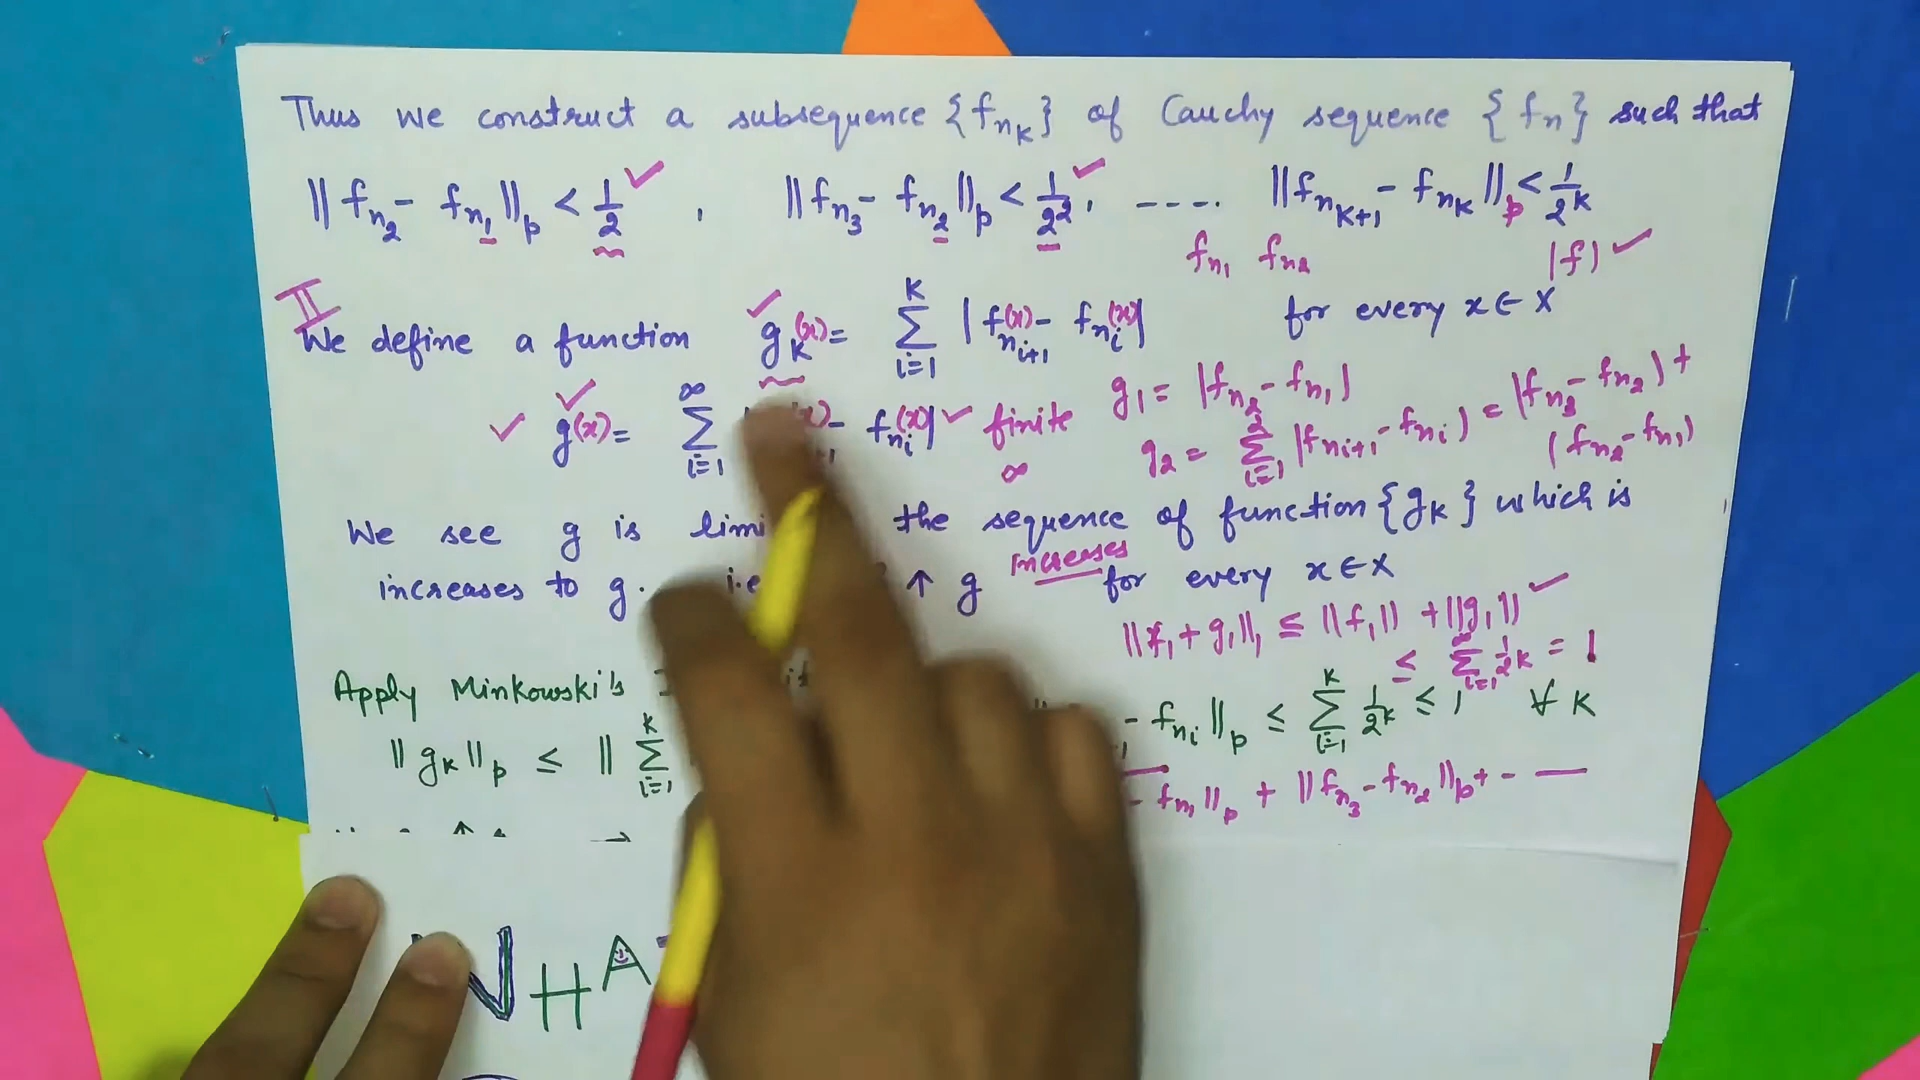 Thus we construct a subsequence {f_{n_k}} of Cauchy sequence {f_n} such that
||f_{n_2} - f_{n_1}||_p < 1/2 ✓, ||f_{n_3} - f_{n_2}||_p < 1/2² ✓, ---- ||f_{n_{k+1}} - f_{n_k}||_p < 1/2^k
f_{n_1} f_{n_2} |f| ✓
II
We define a function g_k(x) = Σ_{i=1}^{K} |f_{n_{i+1}}(x) - f_{n_i}(x)| for every x ∈ X
✓ g(x) = Σ_{i=1}^{∞} (x) - f_{n_i}(x)| ✓ finite
∞
g_1 = |f_{n_2} - f_{n_1}|
g_2 = Σ_{i=1}^{2} |f_{n_{i+1}} - f_{n_i}| = |f_{n_3} - f_{n_2}| +
|f_{n_2} - f_{n_1}|
We see g is the sequence of function {g_k} which is
increases to g. i.e ↑ g increases for every x ∈ X
||f_1 + g_1||_1 ≤ ||f_1|| + ||g_1|| ✓
≤ Σ_{i=1}^{∞} 1/2^k = 1
Apply Minkowski's
||g_k||_p ≤ || Σ_{i=1}^{k} - f_{n_i}||_p ≤ Σ_{i=1}^{K} 1/2^k ≤ 1 ∀ K
- f_{n_1}||_p + ||f_{n_3} - f_{n_2}||_p + - —
WHA